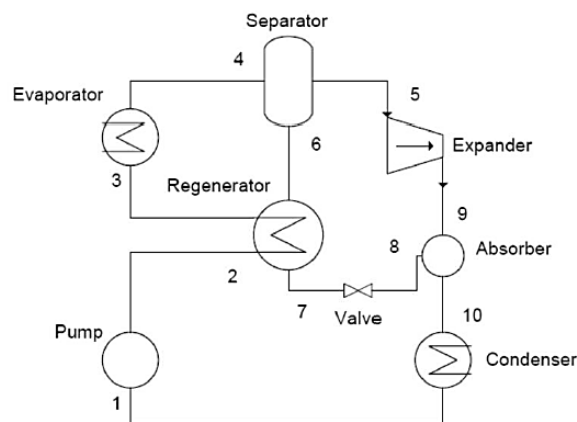 Separator
4
5
Evaporator
Expander
6
3
Regenerator
9
8
Absorber
2
7
Valve
10
Pump
Condenser
1